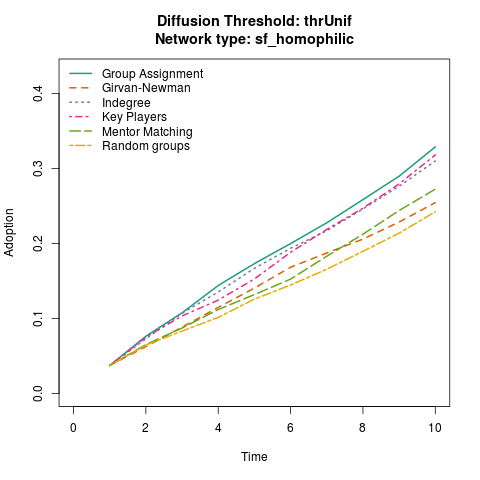 Diffusion Threshold: thrUnif
Network type: sf_homophilic
Group Assignment
Girvan-Newman
Indegree
Key Players
Mentor Matching
Random groups
Adoption
0.4
0.3
0.2
0.1
0.0
0 2 4 6 8 10
Time